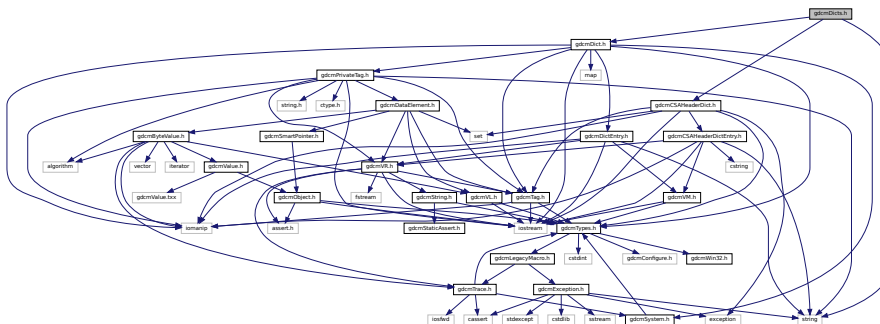 gdcmDicts.h
gdcmDict.h
gdcmPrivateTag.h
map
string.h
ctype.h
gdcmDataElement.h
gdcmCSAHeaderDict.h
gdcmByteValue.h
gdcmSmartPointer.h
set
gdcmDictEntry.h
gdcmCSAHeaderDictEntry.h
algorithm
vector
iterator
gdcmValue.h
gdcmVR.h
cstring
gdcmValue.txx
gdcmObject.h
fstream
gdcmString.h
gdcmVL.h
gdcmTag.h
gdcmVM.h
iomanip
assert.h
gdcmStaticAssert.h
iostream
gdcmTypes.h
gdcmLegacyMacro.h
cstdint
gdcmConfigure.h
gdcmWin32.h
gdcmTrace.h
gdcmException.h
iosfwd
cassert
stdexcept
cstdlib
sstream
gdcmSystem.h
exception
string